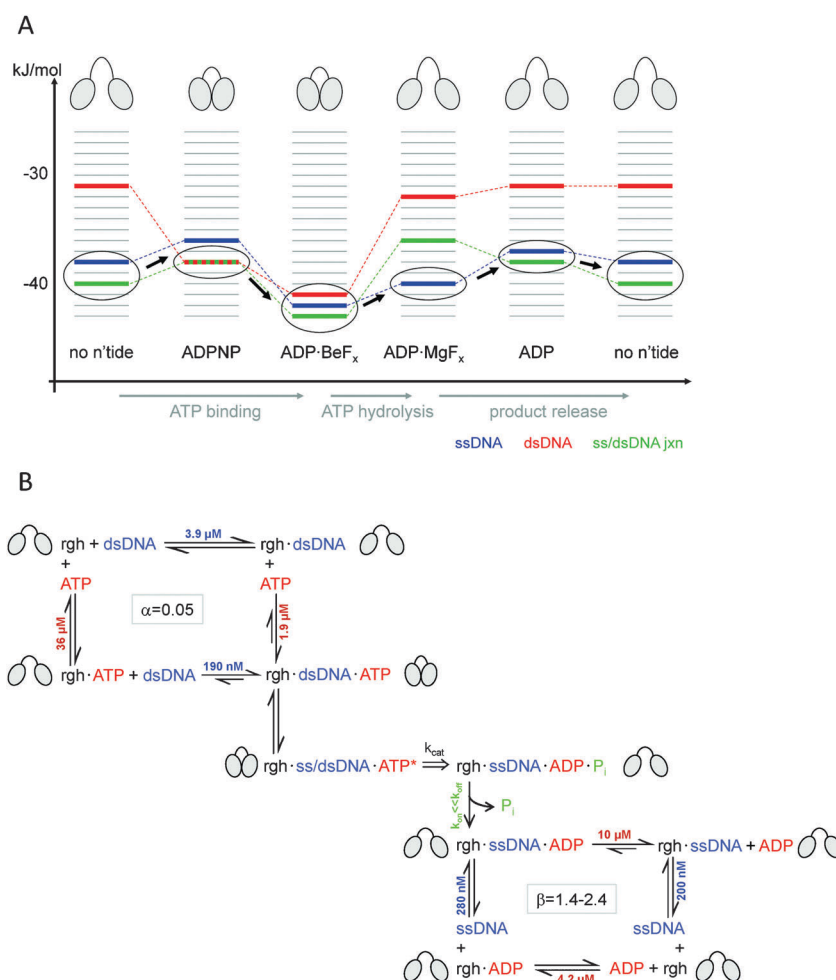 A
kJ/mol
-30
-40
no n'tide ADPNP ADP·BeFx ADP·MgFx ADP no n'tide
ATP binding ATP hydrolysis product release
ssDNA dsDNA ss/dsDNA jxn
B
3.9 µM
rgh + dsDNA rgh·dsDNA
+ +
ATP ATP
36 µM α=0.05 1.9 µM
190 nM
rgh·ATP + dsDNA rgh·dsDNA·ATP
kcat
rgh·ss/dsDNA·ATP* rgh·ssDNA·ADP·Pi
kon<<koff Pi
10 µM
rgh·ssDNA·ADP rgh·ssDNA + ADP
280 nM β=1.4-2.4 200 nM
ssDNA ssDNA
+ +
rgh·ADP ADP + rgh
4.2 µM